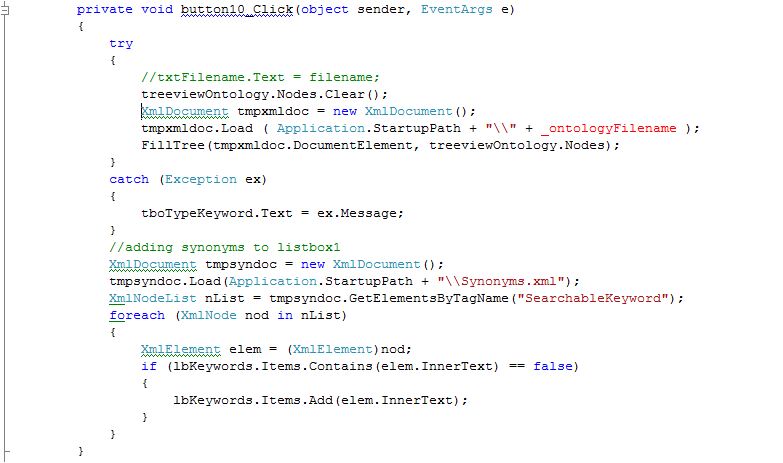 private void button10_Click(object sender, EventArgs e)
{
try
{
//txtFilename.Text = filename;
treeviewOntology.Nodes.Clear();
XmlDocument tmpxmldoc = new XmlDocument();
tmpxmldoc.Load ( Application.StartupPath + "\\" + _ontologyFilename );
FillTree(tmpxmldoc.DocumentElement, treeviewOntology.Nodes);
}
catch (Exception ex)
{
tboTypeKeyword.Text = ex.Message;
}
//adding synonyms to listbox1
XmlDocument tmpsyndoc = new XmlDocument();
tmpsyndoc.Load(Application.StartupPath + "\\Synonyms.xml");
XmlNodeList nList = tmpsyndoc.GetElementsByTagName("SearchableKeyword");
foreach (XmlNode nod in nList)
{
XmlElement elem = (XmlElement)nod;
if (lbKeywords.Items.Contains(elem.InnerText) == false)
{
lbKeywords.Items.Add(elem.InnerText);
}
}
}